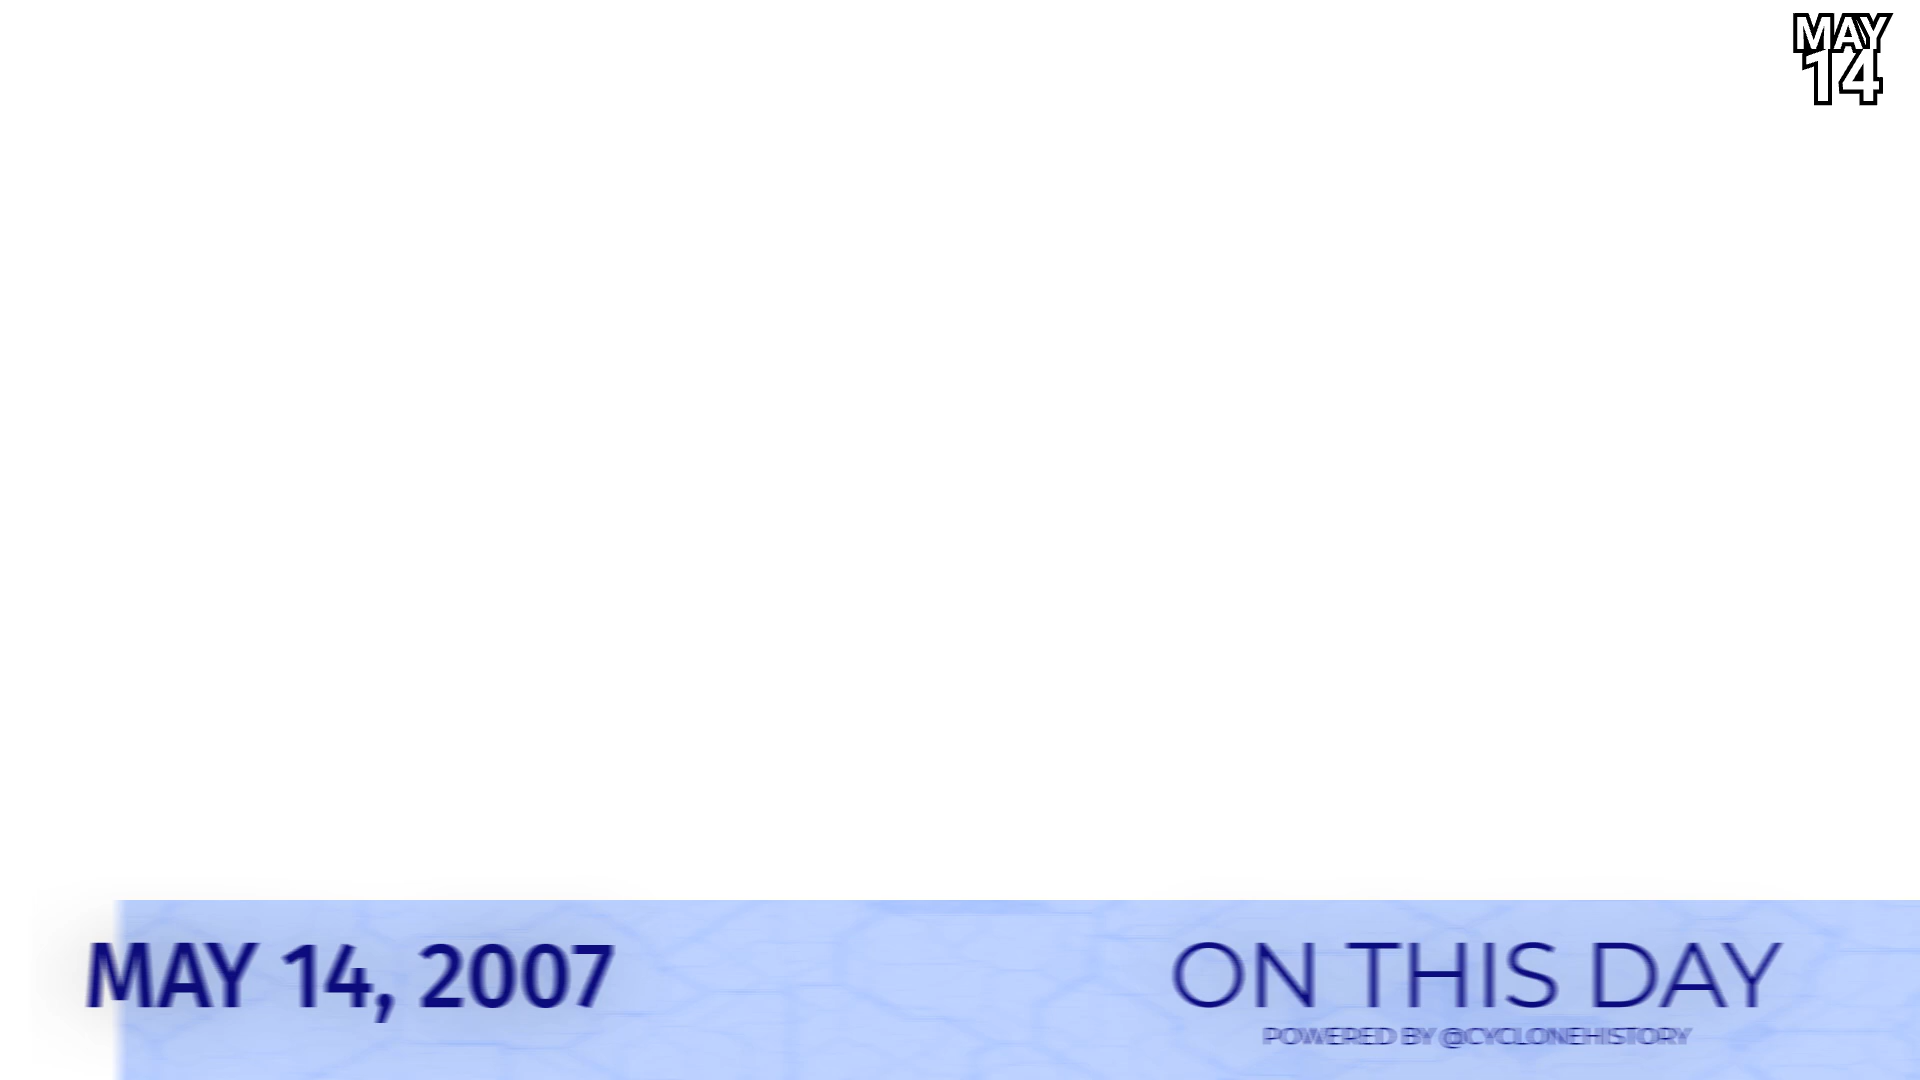 MAY
14
MAY 14, 2007
ON THIS DAY
POWERED BY @CYCLONEHISTORY